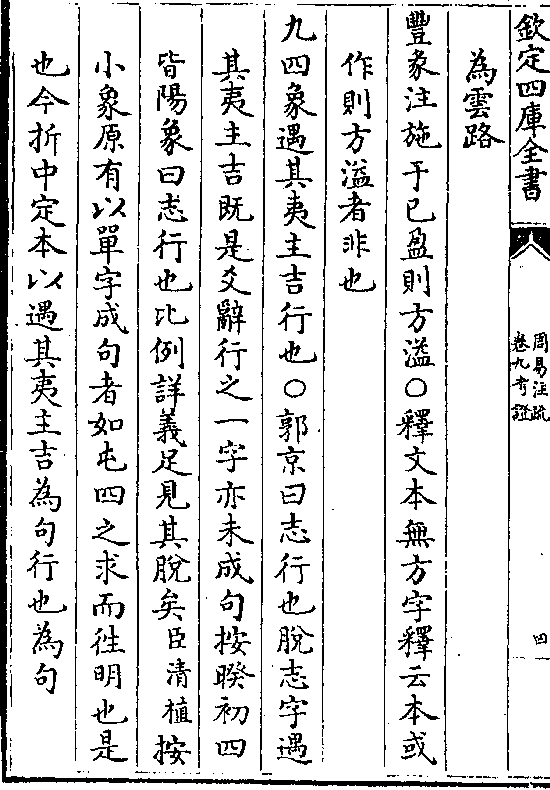 欽定四庫全書
周易注疏
卷九考證
四
為雲路
豐彖注施于已盈則方溢〇釋文本無方字釋云本或
作則方溢者非也
九四象遇其夷主吉行也〇郭京曰志行也脫志字遇
其夷主吉既是爻辭行之一字亦未成句按暌初四
皆陽象曰志行也比例詳義足見其脫矣臣清植按
小象原有以單字成句者如屯四之求而徃明也是
也今折中定本以遇其夷主吉為句行也為句